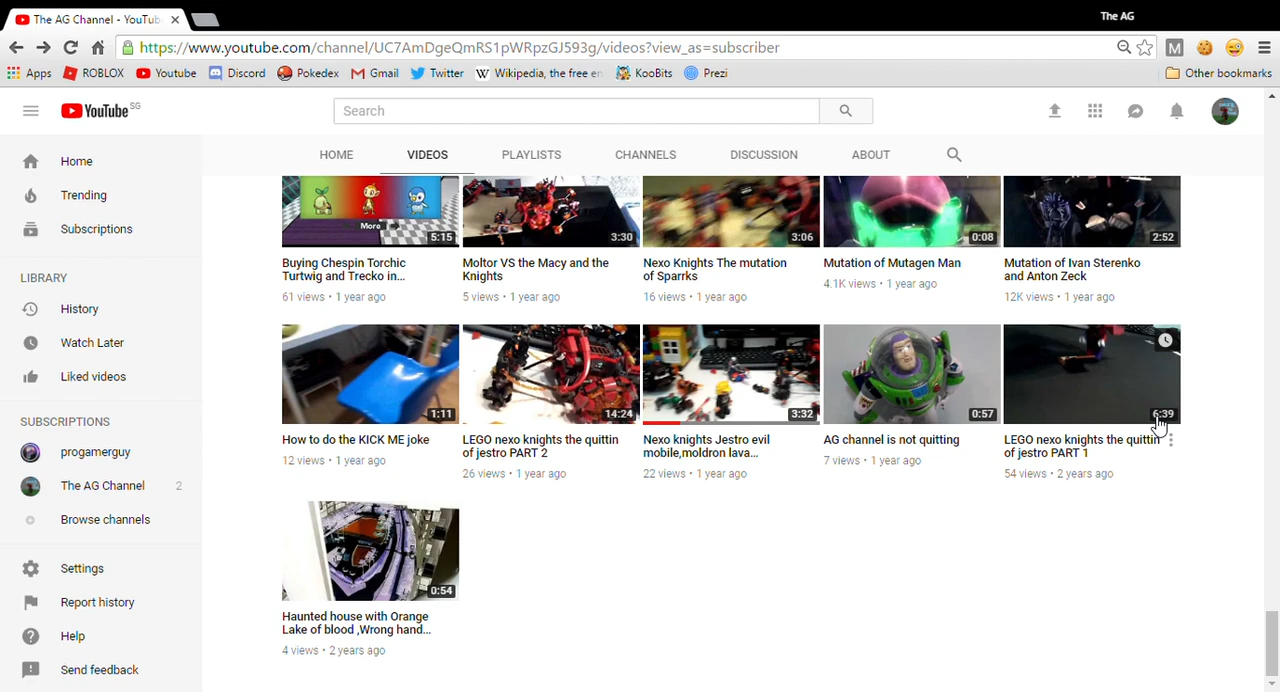 The AG Channel - YouTub
The AG
https://www.youtube.com/channel/UC7AmDgeQmRS1pWRpzGJ593g/videos?view_as=subscriber
M
Apps ROBLOX Youtube Discord Pokedex Gmail Twitter Wikipedia, the free en KooBits Prezi Other bookmarks
YouTube SG
Search
HOME VIDEOS PLAYLISTS CHANNELS DISCUSSION ABOUT
Home
Trending
Subscriptions
LIBRARY
History
Watch Later
Liked videos
SUBSCRIPTIONS
progamerguy
The AG Channel 2
Browse channels
Settings
Report history
Help
Send feedback
More
5:15
Buying Chespin Torchic
Turtwig and Trecko in...
61 views • 1 year ago
3:30
Moltor VS the Macy and the
Knights
5 views • 1 year ago
3:06
Nexo Knights The mutation
of Sparrks
16 views • 1 year ago
0:08
Mutation of Mutagen Man
4.1K views • 1 year ago
2:52
Mutation of Ivan Sterenko
and Anton Zeck
12K views • 1 year ago
1:11
How to do the KICK ME joke
12 views • 1 year ago
14:24
LEGO nexo knights the quittin
of jestro PART 2
26 views • 1 year ago
3:32
Nexo knights Jestro evil
mobile,moldron lava...
22 views • 1 year ago
0:57
AG channel is not quitting
7 views • 1 year ago
6:39
LEGO nexo knights the quittin
of jestro PART 1
54 views • 2 years ago
0:54
Haunted house with Orange
Lake of blood ,Wrong hand...
4 views • 2 years ago